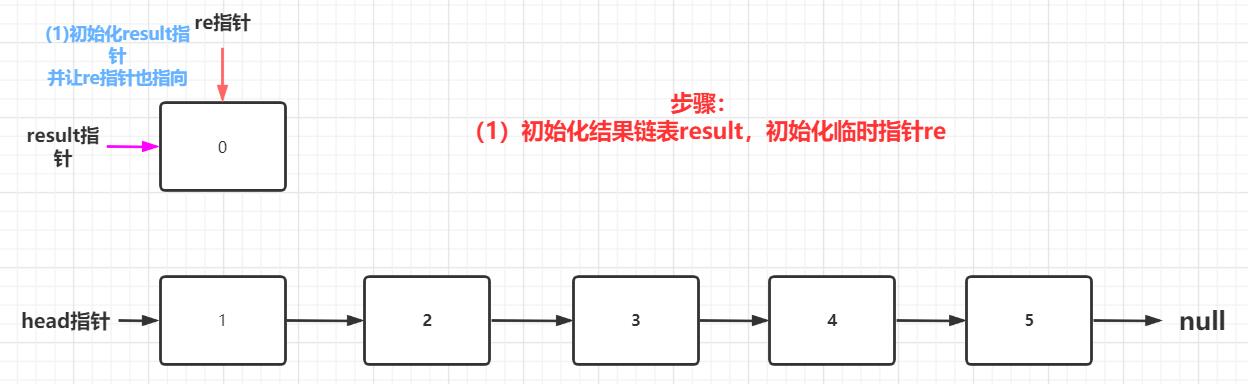 re指针
(1)初始化result指
针
并让re指针也指向
步骤：
（1）初始化结果链表result，初始化临时指针re
result指
针
0
head指针
1
2
3
4
5
null